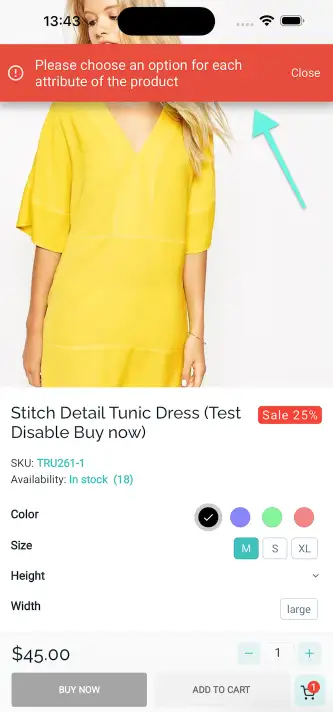 13:43
Please choose an option for each
attribute of the product
Close
Stitch Detail Tunic Dress (Test
Disable Buy now)
Sale 25%
SKU: TRU261-1
Availability: In stock (18)
Color
Size
M
S
XL
Height
Width
large
$45.00
− 1 +
BUY NOW
ADD TO CART
1